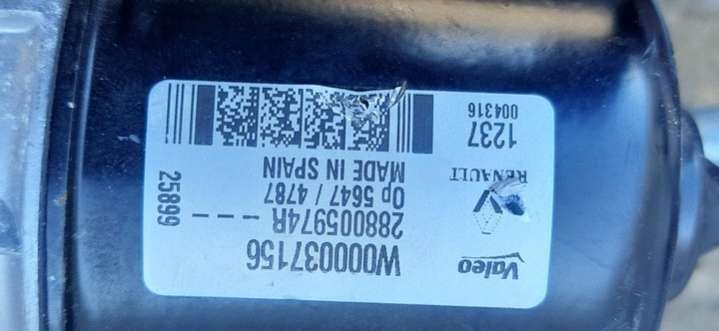 Valeo
W000037156
288005974R ----
Op 5647 / 4787
MADE IN SPAIN
RENAULT
1237
004316
25899